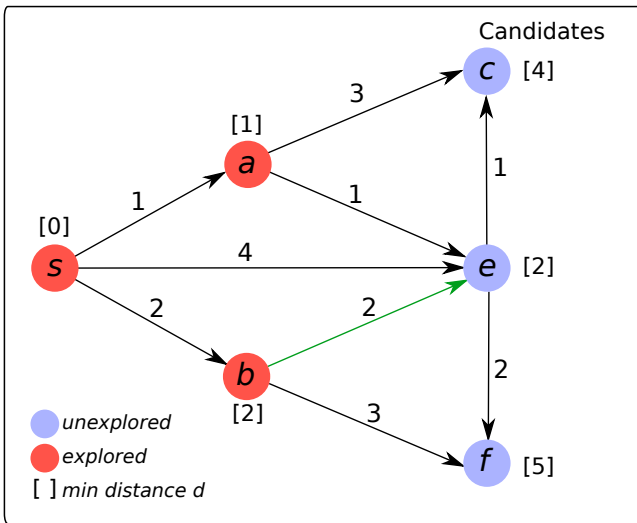 Candidates
c [4]
3
[1]
a
1
1
1
[0]
s
4
e [2]
2
2
2
b
[2]
3
f [5]
unexplored
explored
[ ] min distance d